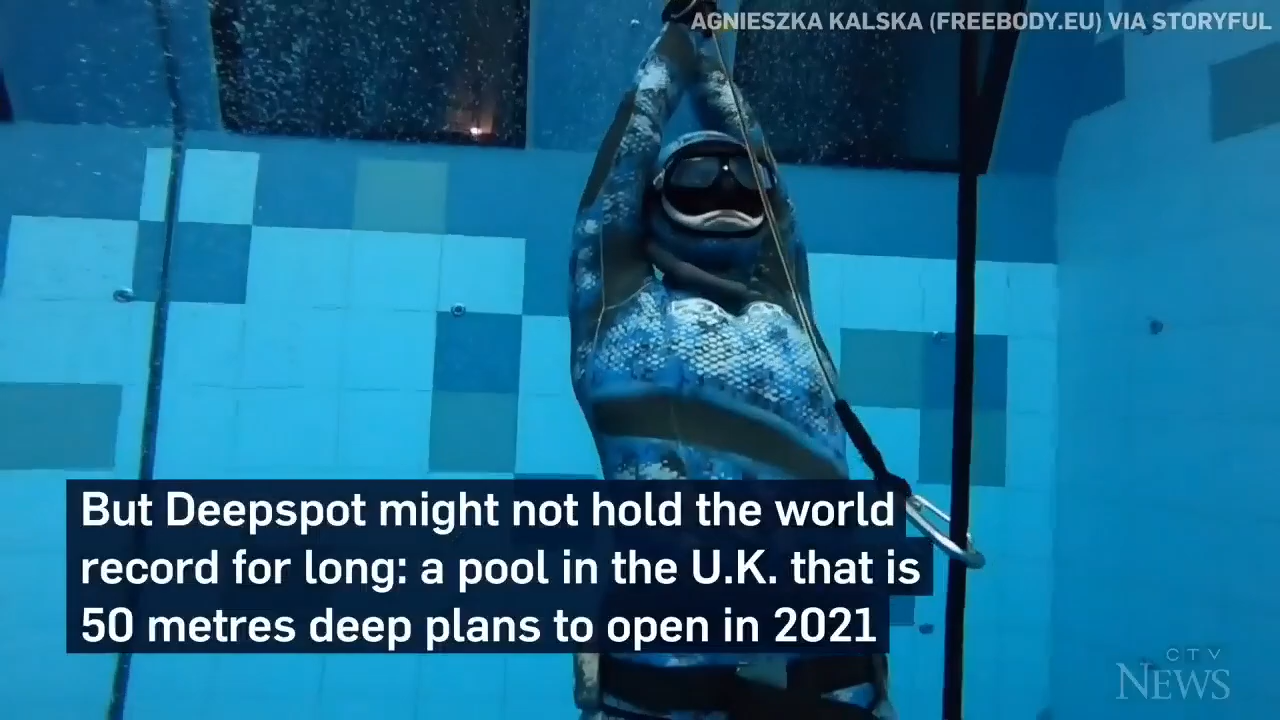 AGNIESZKA KALSKA (FREEBODY.EU) VIA STORYFUL
But Deepspot might not hold the world
record for long: a pool in the U.K. that is
50 metres deep plans to open in 2021
CTV
NEWS